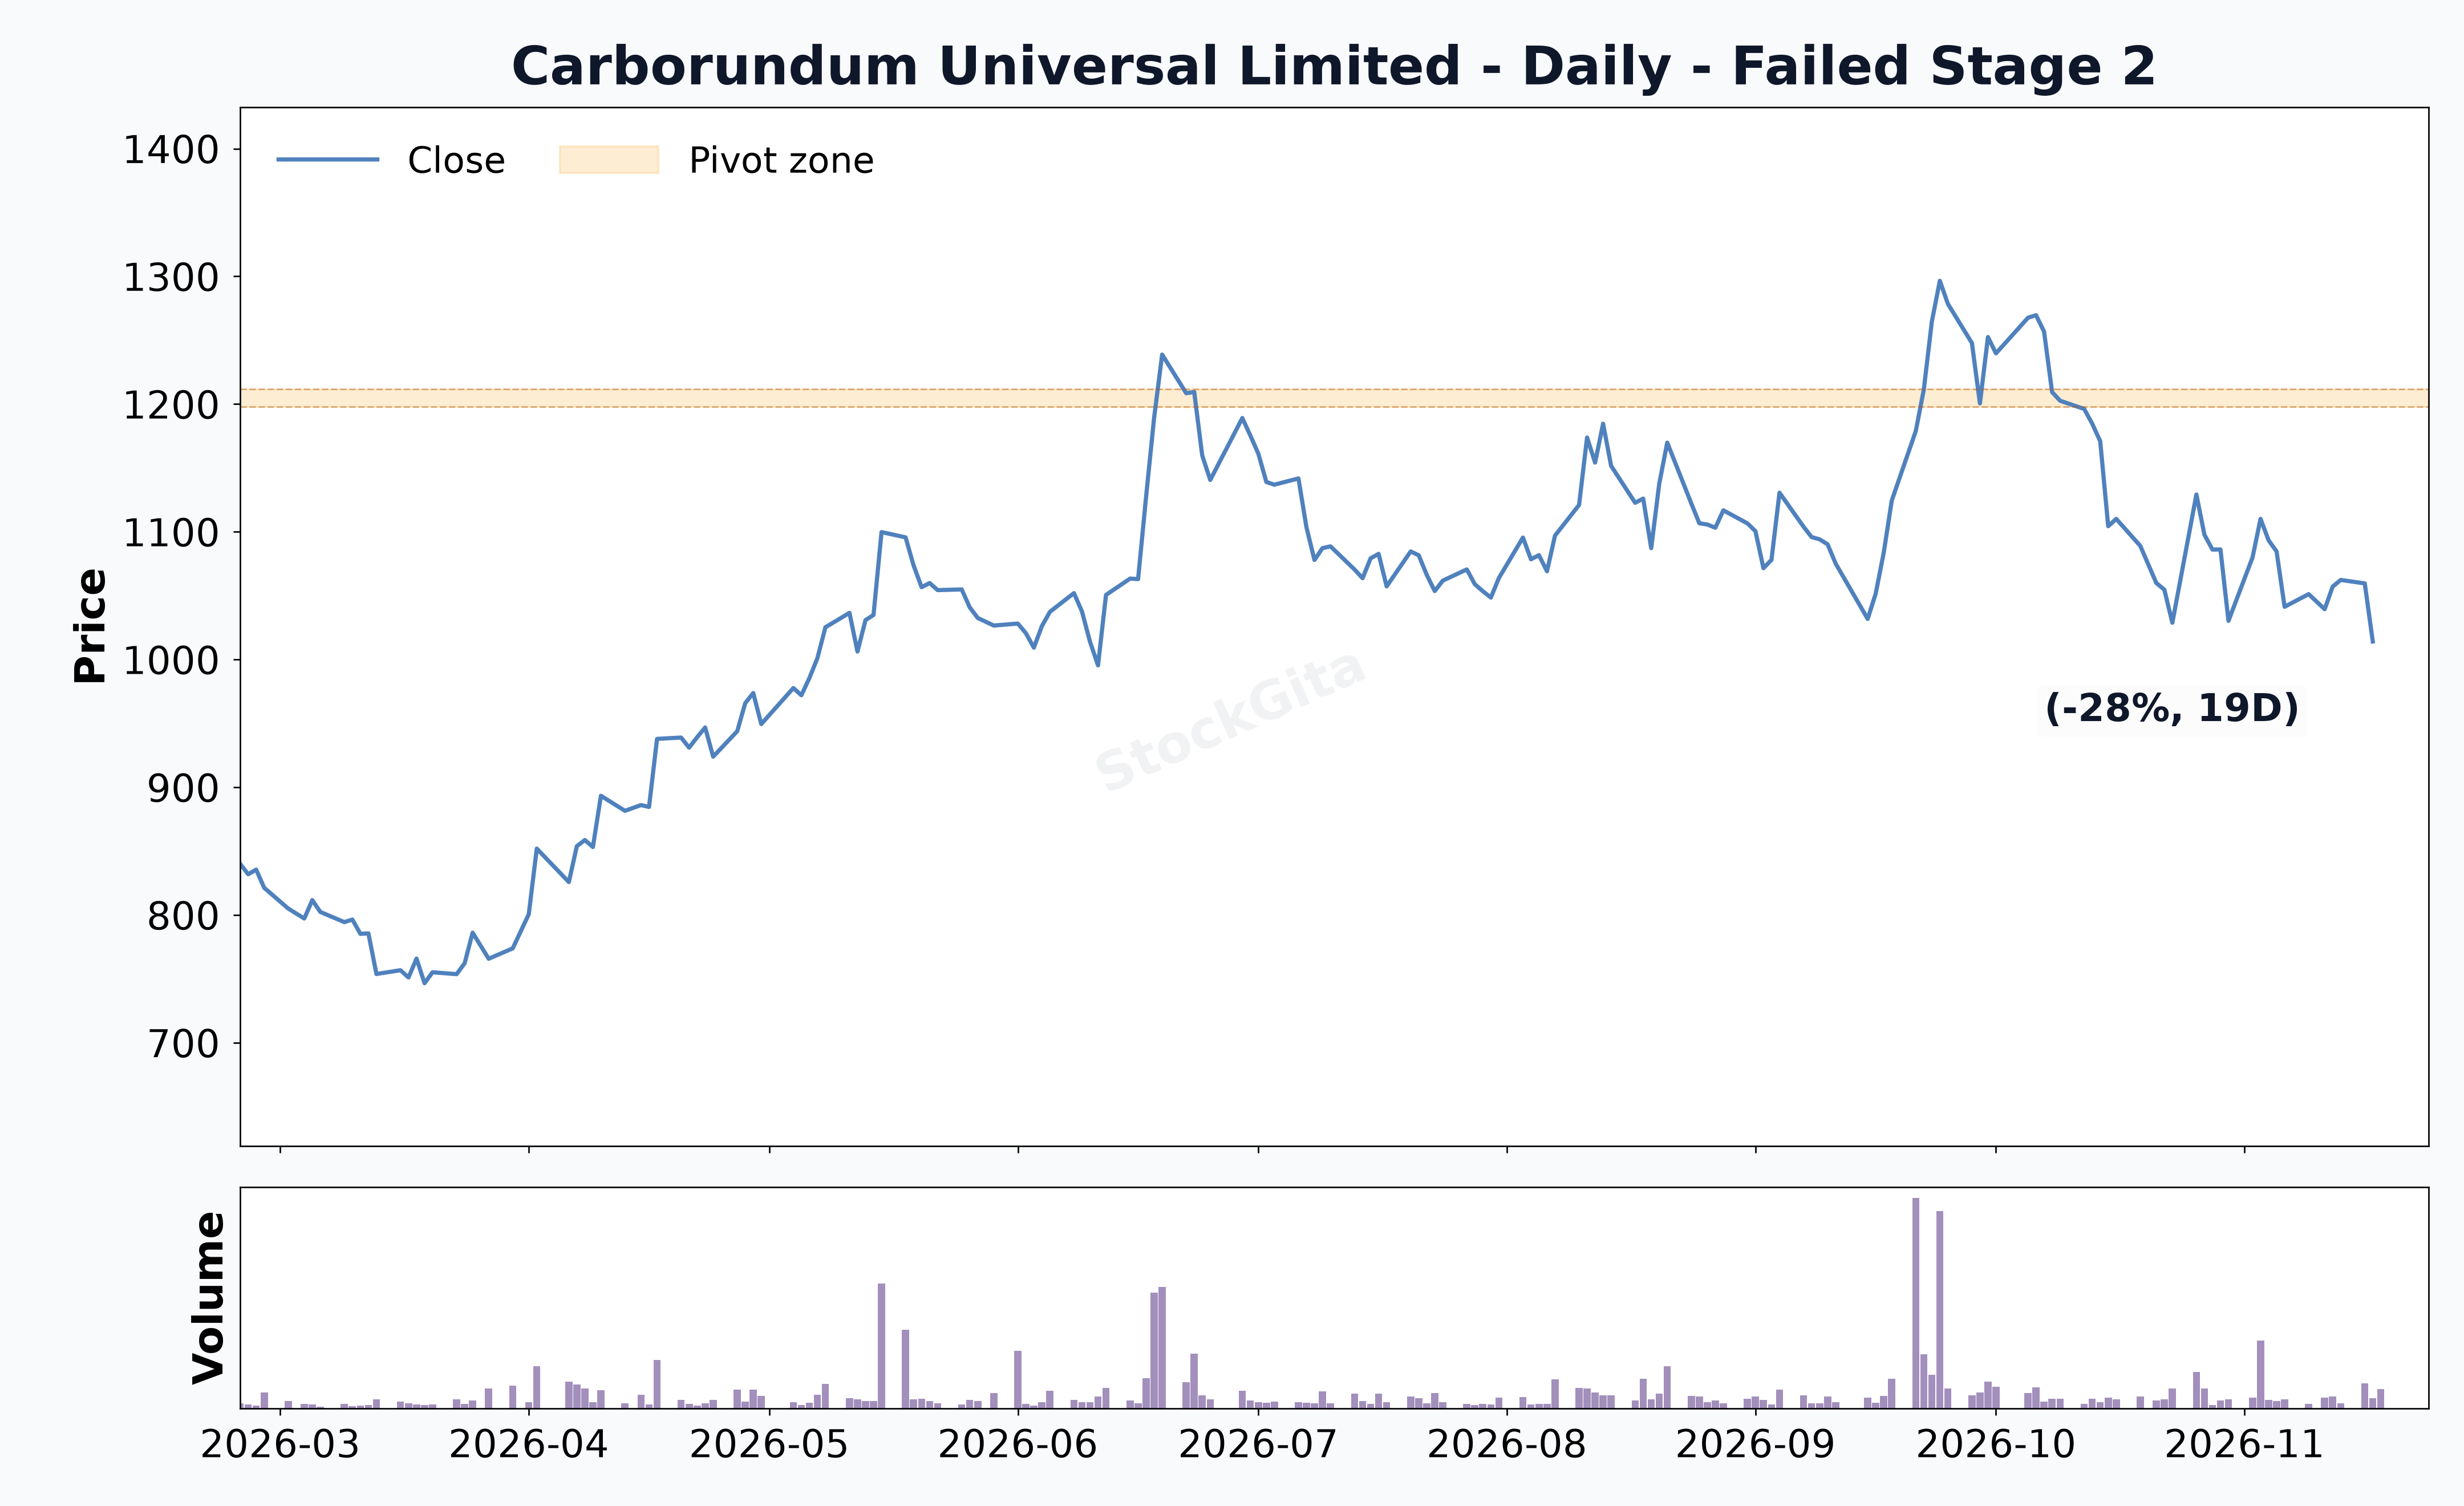 Carborundum Universal Limited - Daily - Failed Stage 2
Close
Pivot zone
Price
1400
1300
1200
1100
1000
900
800
700
StockGita
(-28%, 19D)
Volume
2026-03
2026-04
2026-05
2026-06
2026-07
2026-08
2026-09
2026-10
2026-11